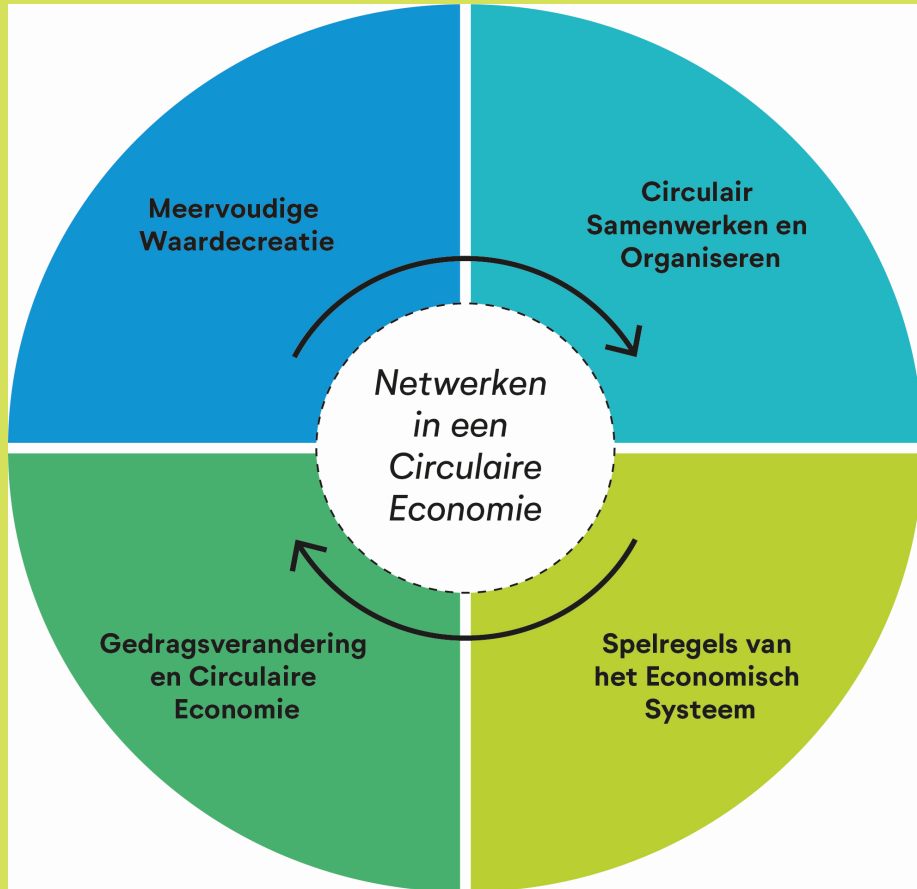 Meervoudige
Waardecreatie
Circulair
Samenwerken en
Organiseren
Netwerken
in een
Circulaire
Economie
Gedragsverandering
en Circulaire
Economie
Spelregels van
het Economisch
Systeem